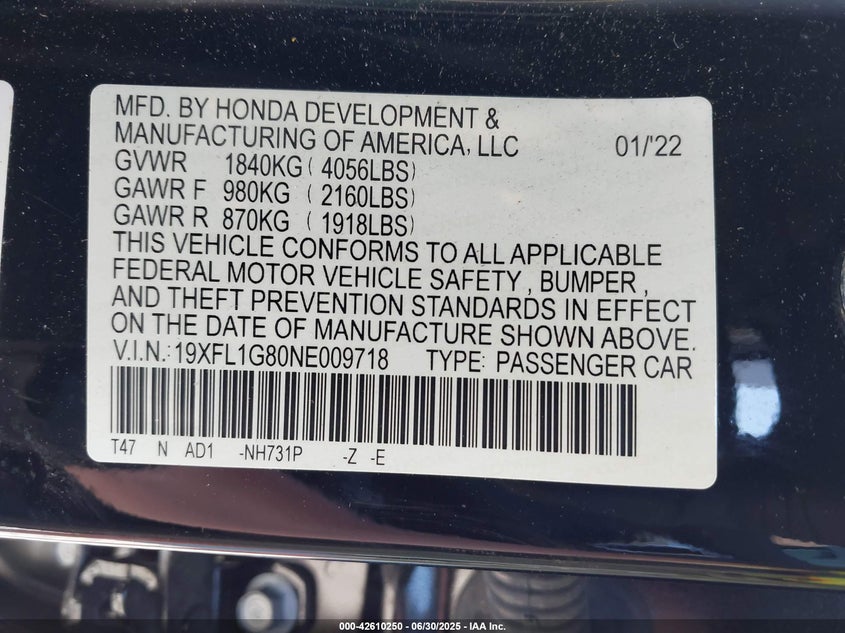 MFD. BY HONDA DEVELOPMENT &
MANUFACTURING OF AMERICA, LLC 01/'22
GVWR 1840KG ( 4056LBS)
GAWR F 980KG ( 2160LBS)
GAWR R 870KG ( 1918LBS)
THIS VEHICLE CONFORMS TO ALL APPLICABLE
FEDERAL MOTOR VEHICLE SAFETY , BUMPER ,
AND THEFT PREVENTION STANDARDS IN EFFECT
ON THE DATE OF MANUFACTURE SHOWN ABOVE.
V.I.N.:19XFL1G80NE009718 TYPE: PASSENGER CAR
T47 N AD1 -NH731P -Z -E
000-42610250 - 06/30/2025 - IAA Inc.